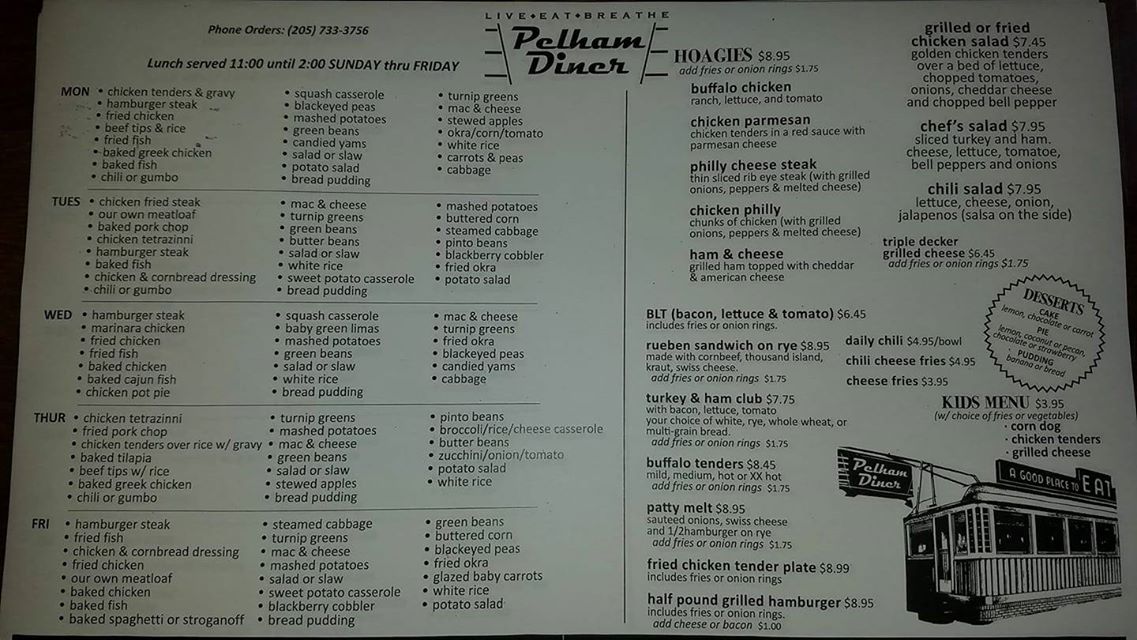 Phone Orders: (205) 733-3756
Lunch served 11:00 until 2:00 SUNDAY thru FRIDAY
LIVE•EAT•BREATHE
Pelham
Diner
MON
• chicken tenders & gravy
• hamburger steak
• fried chicken
• beef tips & rice
• fried fish
• baked greek chicken
• baked fish
• chili or gumbo
• squash casserole
• blackeyed peas
• mashed potatoes
• green beans
• candied yams
• salad or slaw
• potato salad
• bread pudding
• turnip greens
• mac & cheese
• stewed apples
• okra/corn/tomato
• white rice
• carrots & peas
• cabbage
TUES
• chicken fried steak
• our own meatloaf
• baked pork chop
• chicken tetrazinni
• hamburger steak
• baked fish
• chicken & cornbread dressing
• chili or gumbo
• mac & cheese
• turnip greens
• green beans
• butter beans
• salad or slaw
• white rice
• sweet potato casserole
• bread pudding
• mashed potatoes
• buttered corn
• steamed cabbage
• pinto beans
• blackberry cobbler
• fried okra
• potato salad
WED
• hamburger steak
• marinara chicken
• fried chicken
• fried fish
• baked chicken
• baked cajun fish
• chicken pot pie
• squash casserole
• baby green limas
• mashed potatoes
• green beans
• salad or slaw
• white rice
• bread pudding
• mac & cheese
• turnip greens
• fried okra
• blackeyed peas
• candied yams
• cabbage
THUR
• chicken tetrazinni
• fried pork chop
• chicken tenders over rice w/ gravy
• baked tilapia
• beef tips w/ rice
• baked greek chicken
• chili or gumbo
• turnip greens
• mashed potatoes
• mac & cheese
• green beans
• salad or slaw
• stewed apples
• bread pudding
• pinto beans
• broccoli/rice/cheese casserole
• butter beans
• zucchini/onion/tomato
• potato salad
• white rice
FRI
• hamburger steak
• fried fish
• chicken & cornbread dressing
• fried chicken
• our own meatloaf
• baked chicken
• baked fish
• baked spaghetti or stroganoff
• steamed cabbage
• turnip greens
• mac & cheese
• mashed potatoes
• salad or slaw
• sweet potato casserole
• blackberry cobbler
• bread pudding
• green beans
• buttered corn
• blackeyed peas
• fried okra
• glazed baby carrots
• white rice
• potato salad
HOAGIES $8.95
add fries or onion rings $1.75
buffalo chicken
ranch, lettuce, and tomato
chicken parmesan
chicken tenders in a red sauce with
parmesan cheese
philly cheese steak
thin sliced rib eye steak (with grilled
onions, peppers & melted cheese)
chicken philly
chunks of chicken (with grilled
onions, peppers & melted cheese)
ham & cheese
grilled ham topped with cheddar
& american cheese
BLT (bacon, lettuce & tomato) $6.45
includes fries or onion rings.
rueben sandwich on rye $8.95
made with cornbeef, thousand island,
kraut, swiss cheese.
add fries or onion rings $1.75
turkey & ham club $7.75
with bacon, lettuce, tomato
your choice of white, rye, whole wheat, or
multi-grain bread.
add fries or onion rings $1.75
buffalo tenders $8.45
mild, medium, hot or XX hot
add fries or onion rings $1.75
patty melt $8.95
sauteed onions, swiss cheese
and 1/2hamburger on rye
add fries or onion rings $1.75
fried chicken tender plate $8.99
includes fries or onion rings
half pound grilled hamburger $8.95
includes fries or onion rings.
add cheese or bacon $1.00
grilled or fried
chicken salad $7.45
golden chicken tenders
over a bed of lettuce,
chopped tomatoes,
onions, cheddar cheese
and chopped bell pepper
chef's salad $7.95
sliced turkey and ham.
cheese, lettuce, tomatoe,
bell peppers and onions
chili salad $7.95
lettuce, cheese, onion,
jalapenos (salsa on the side)
triple decker
grilled cheese $6.45
add fries or onion rings $1.75
DESSERTS
CAKE
lemon, chocolate or carrot
PIE
lemon, coconut or pecan,
chocolate or strawberry
PUDDING
banana or bread
daily chili $4.95/bowl
chili cheese fries $4.95
cheese fries $3.95
KIDS MENU $3.95
(w/ choice of fries or vegetables)
· corn dog
· chicken tenders
· grilled cheese
Pelham
Diner
A GOOD PLACE TO EAT